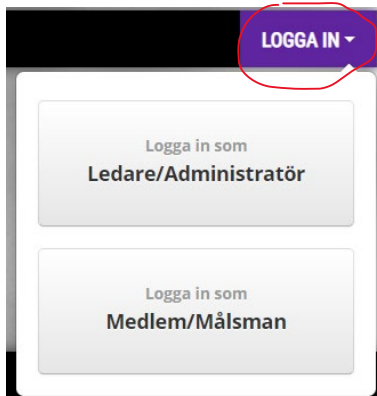 LOGGA IN
Logga in som
Ledare/Administratör
Logga in som
Medlem/Målsman